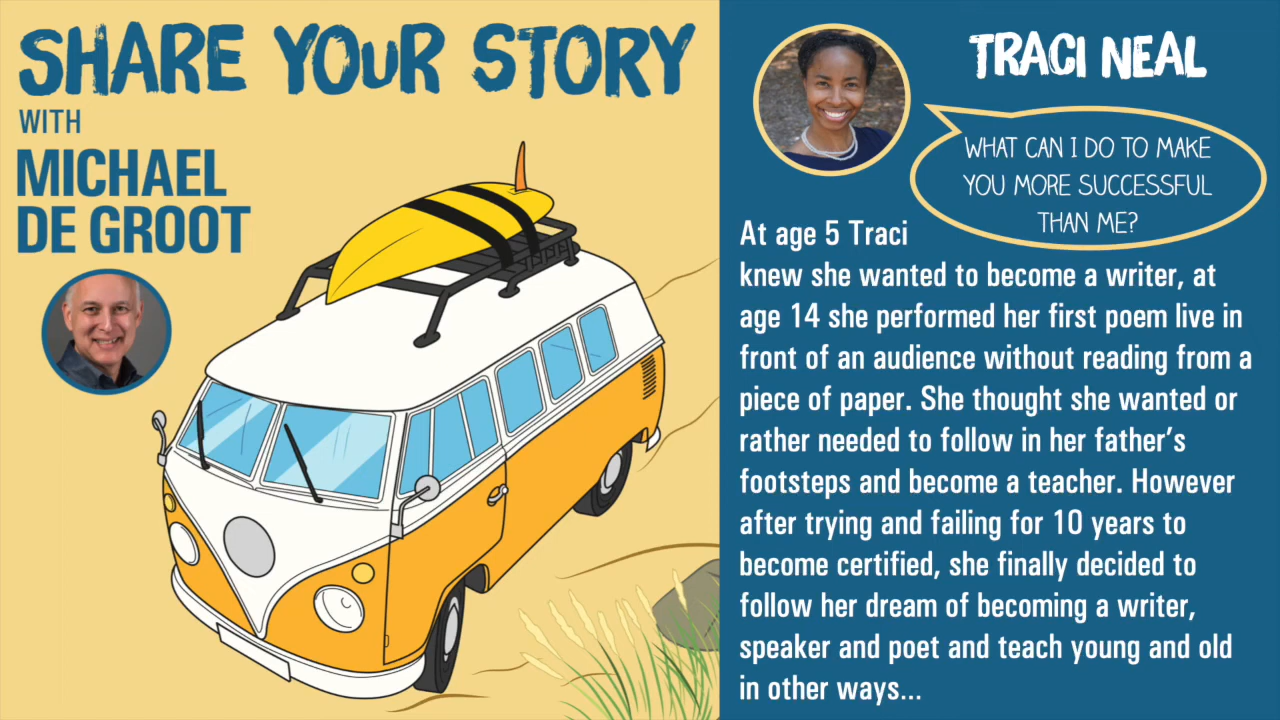 SHARE YOUR STORY
WITH
MICHAEL
DE GROOT
TRACI NEAL
WHAT CAN I DO TO MAKE
YOU MORE SUCCESSFUL
THAN ME?
At age 5 Traci
knew she wanted to become a writer, at
age 14 she performed her first poem live in
front of an audience without reading from a
piece of paper. She thought she wanted or
rather needed to follow in her father's
footsteps and become a teacher. However
after trying and failing for 10 years to
become certified, she finally decided to
follow her dream of becoming a writer,
speaker and poet and teach young and old
in other ways...